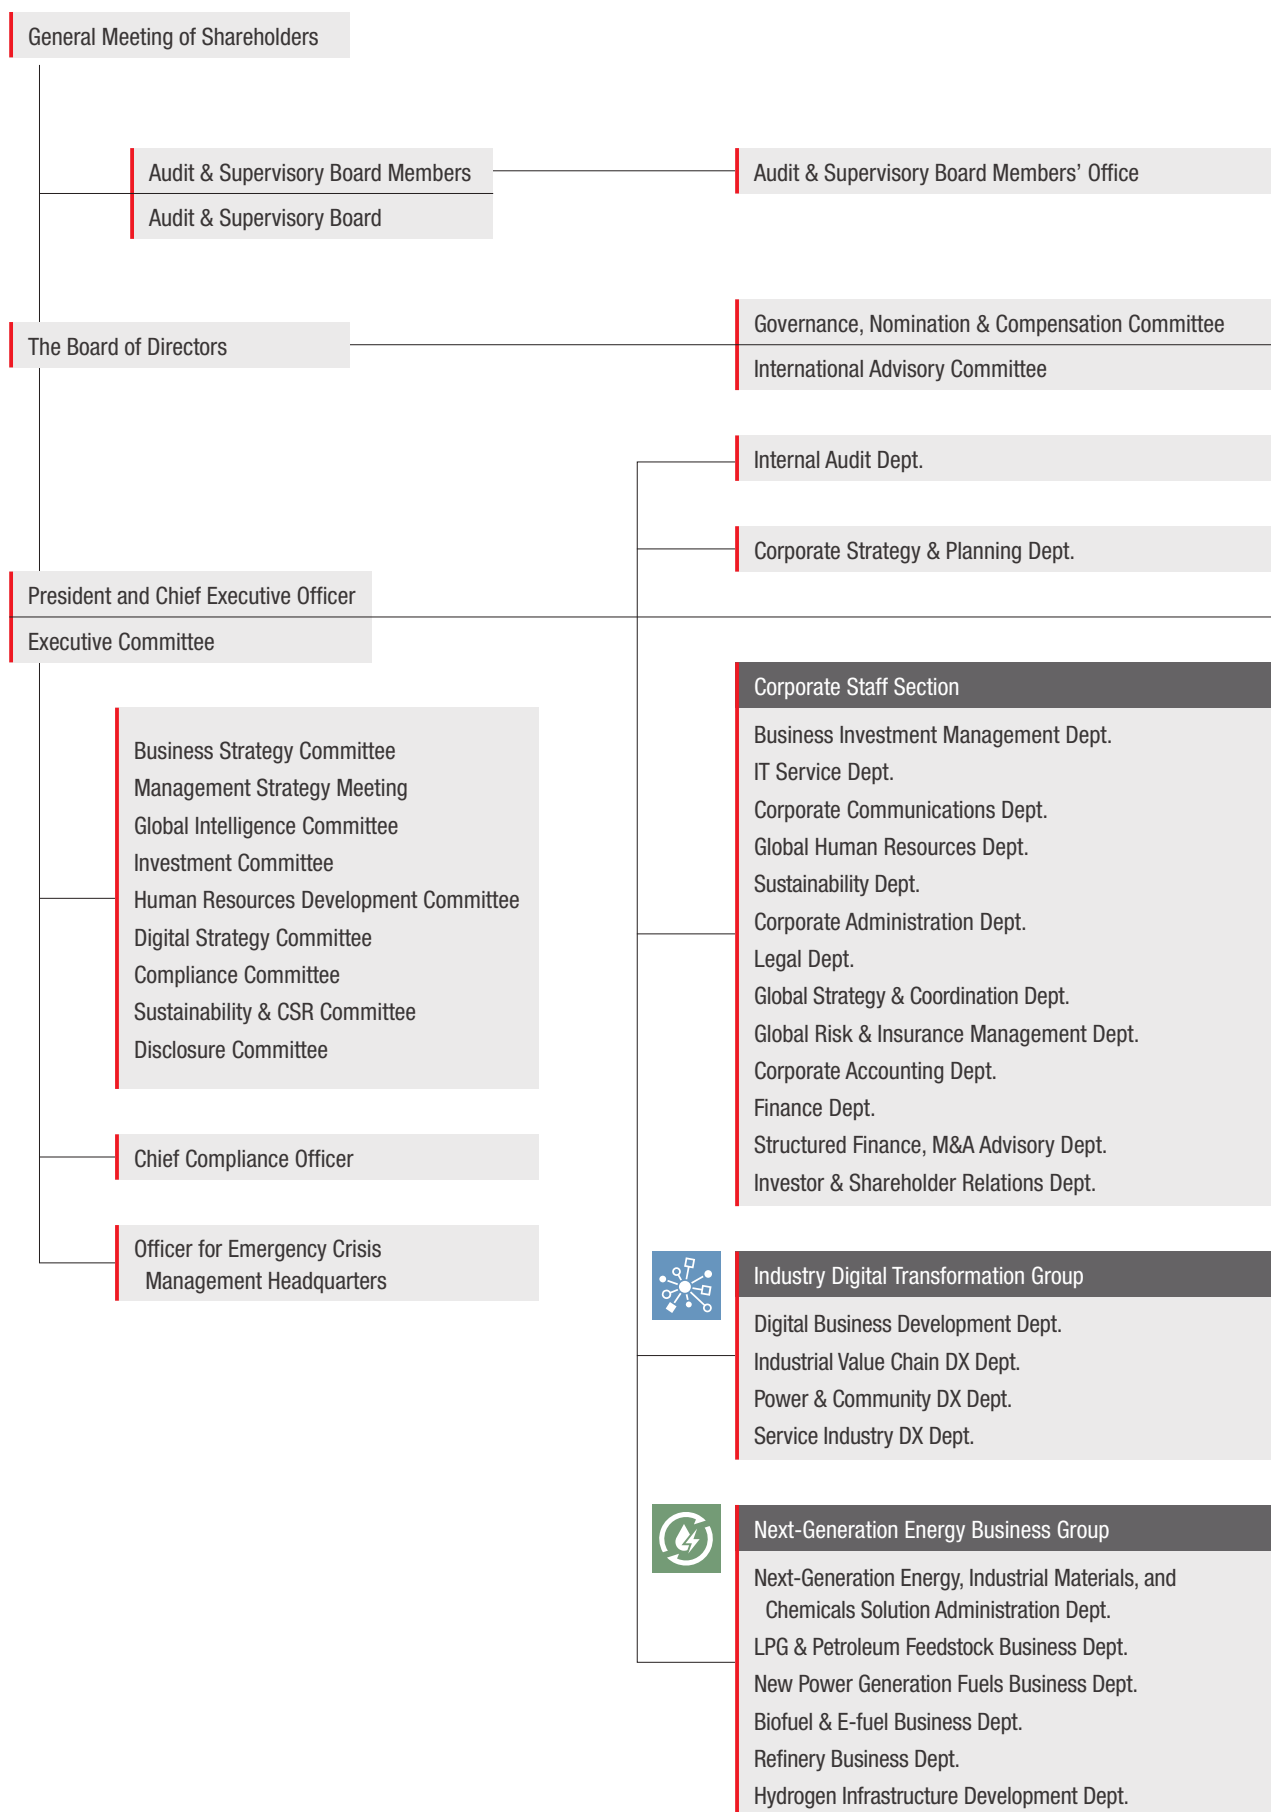 General Meeting of Shareholders
Audit & Supervisory Board Members
Audit & Supervisory Board
Audit & Supervisory Board Members’ Office
The Board of Directors
Governance, Nomination & Compensation Committee
International Advisory Committee
Internal Audit Dept.
Corporate Strategy & Planning Dept.
President and Chief Executive Officer
Executive Committee
Business Strategy Committee
Management Strategy Meeting
Global Intelligence Committee
Investment Committee
Human Resources Development Committee
Digital Strategy Committee
Compliance Committee
Sustainability & CSR Committee
Disclosure Committee
Chief Compliance Officer
Officer for Emergency Crisis
Management Headquarters
Corporate Staff Section
Business Investment Management Dept.
IT Service Dept.
Corporate Communications Dept.
Global Human Resources Dept.
Sustainability Dept.
Corporate Administration Dept.
Legal Dept.
Global Strategy & Coordination Dept.
Global Risk & Insurance Management Dept.
Corporate Accounting Dept.
Finance Dept.
Structured Finance, M&A Advisory Dept.
Investor & Shareholder Relations Dept.
Industry Digital Transformation Group
Digital Business Development Dept.
Industrial Value Chain DX Dept.
Power & Community DX Dept.
Service Industry DX Dept.
Next-Generation Energy Business Group
Next-Generation Energy, Industrial Materials, and
Chemicals Solution Administration Dept.
LPG & Petroleum Feedstock Business Dept.
New Power Generation Fuels Business Dept.
Biofuel & E-fuel Business Dept.
Refinery Business Dept.
Hydrogen Infrastructure Development Dept.